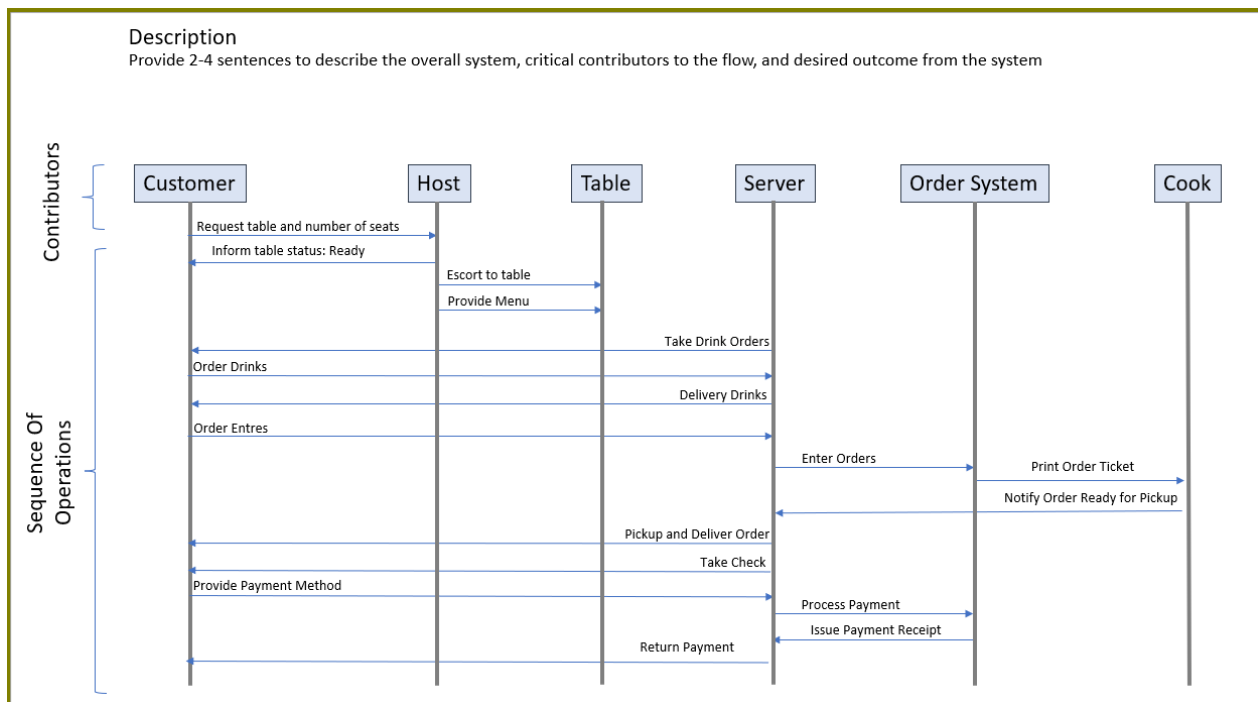 Description
Provide 2-4 sentences to describe the overall system, critical contributors to the flow, and desired outcome from the system
Contributors
Customer
Host
Table
Server
Order System
Cook
Sequence Of
Operations
Request table and number of seats
Inform table status: Ready
Escort to table
Provide Menu
Take Drink Orders
Order Drinks
Delivery Drinks
Order Entres
Enter Orders
Print Order Ticket
Notify Order Ready for Pickup
Pickup and Deliver Order
Take Check
Provide Payment Method
Process Payment
Issue Payment Receipt
Return Payment